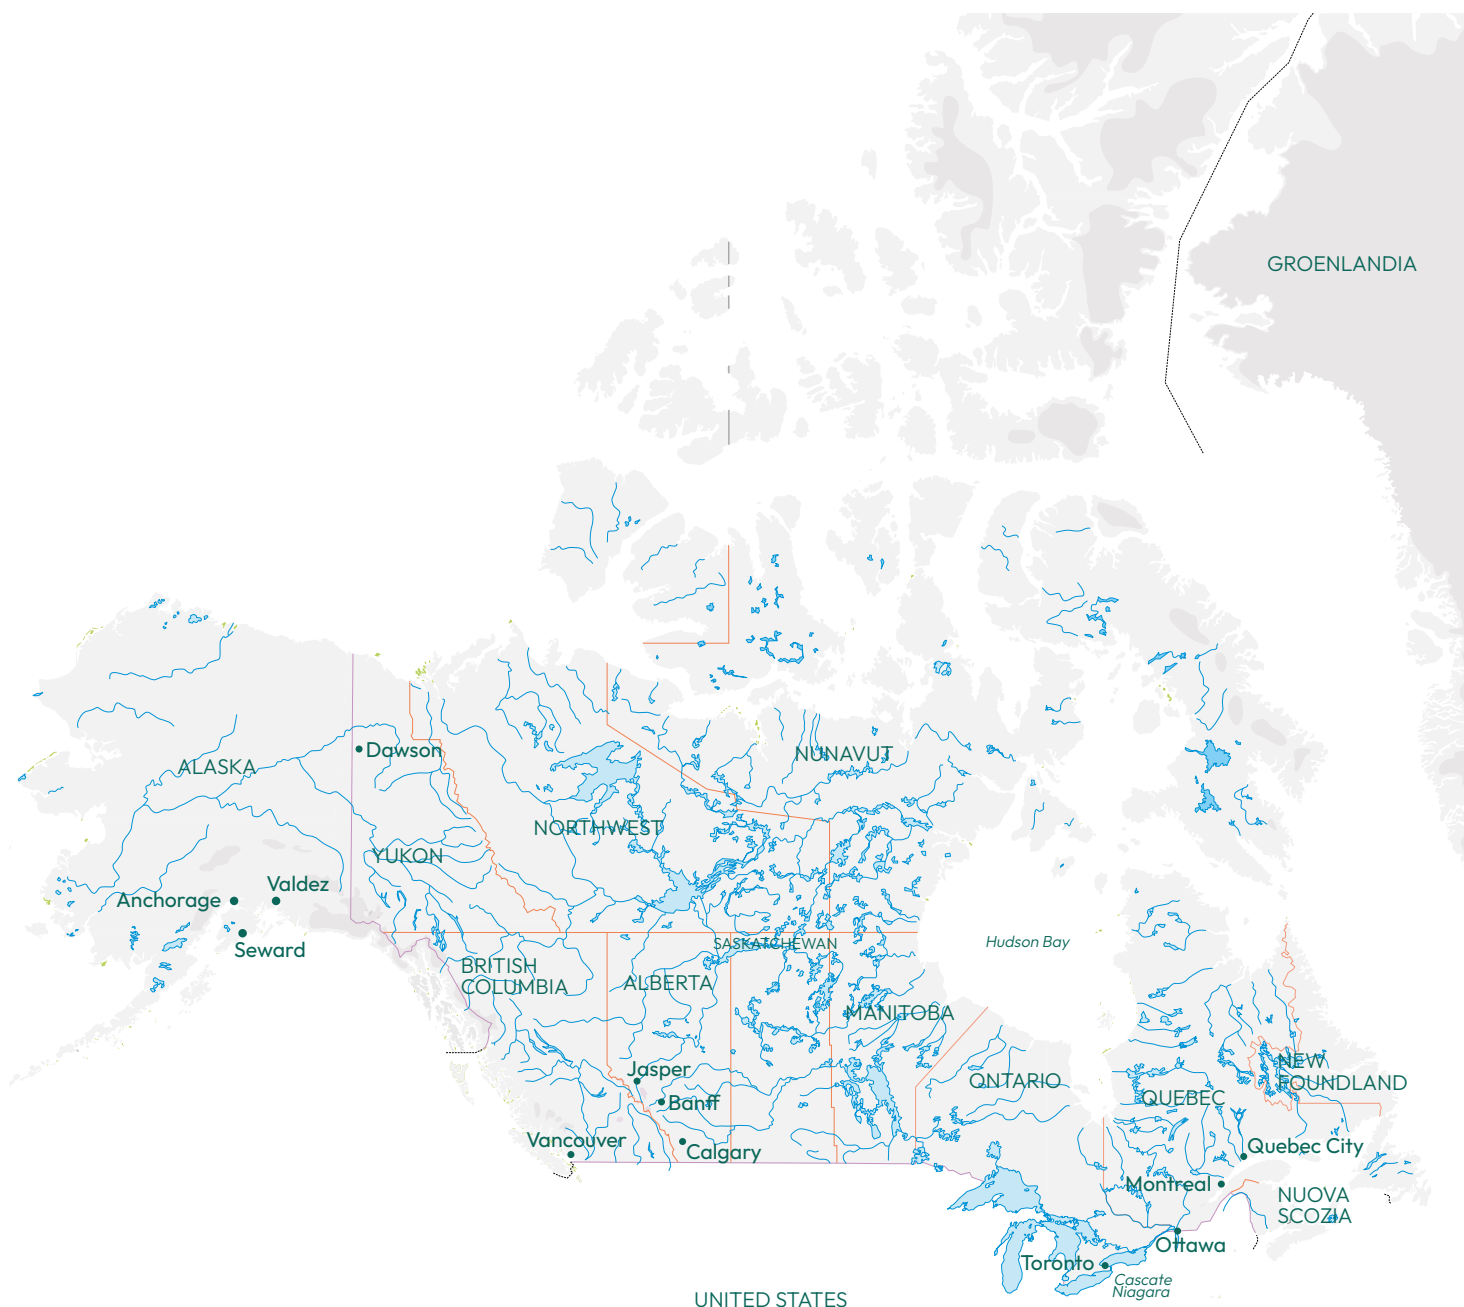 GROENLANDIA
Dawson
NUNAVUT
ALASKA
NORTHWEST
YUKON
Valdez
Anchorage
Seward
SASKATCHEWAN
Hudson Bay
BRITISH
COLUMBIA
ALBERTA
MANITOBA
Jasper
ONTARIO
NEW
FOUNDLAND
Banff
QUEBEC
Vancouver
Calgary
Quebec City
Montreal
NUOVA
SCOZIA
Ottawa
Toronto
Cascate
Niagara
UNITED STATES